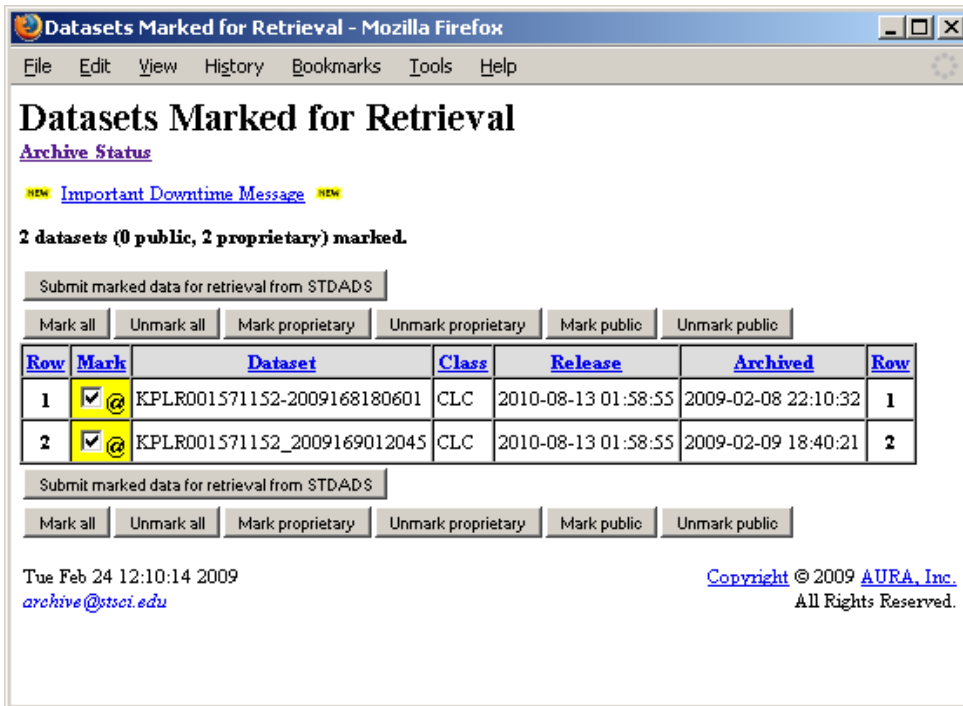 Datasets Marked for Retrieval - Mozilla Firefox
File Edit View History Bookmarks Tools Help
Datasets Marked for Retrieval
Archive Status
NEW Important Downtime Message NEW
2 datasets (0 public, 2 proprietary) marked.
Submit marked data for retrieval from STDADS
Mark all Unmark all Mark proprietary Unmark proprietary Mark public Unmark public
Row Mark Dataset Class Release Archived Row
1 @ KPLR001571152-2009168180601 CLC 2010-08-13 01:58:55 2009-02-08 22:10:32 1
2 @ KPLR001571152_2009169012045 CLC 2010-08-13 01:58:55 2009-02-09 18:40:21 2
Submit marked data for retrieval from STDADS
Mark all Unmark all Mark proprietary Unmark proprietary Mark public Unmark public
Tue Feb 24 12:10:14 2009 Copyright © 2009 AURA, Inc.
archive@stsci.edu All Rights Reserved.